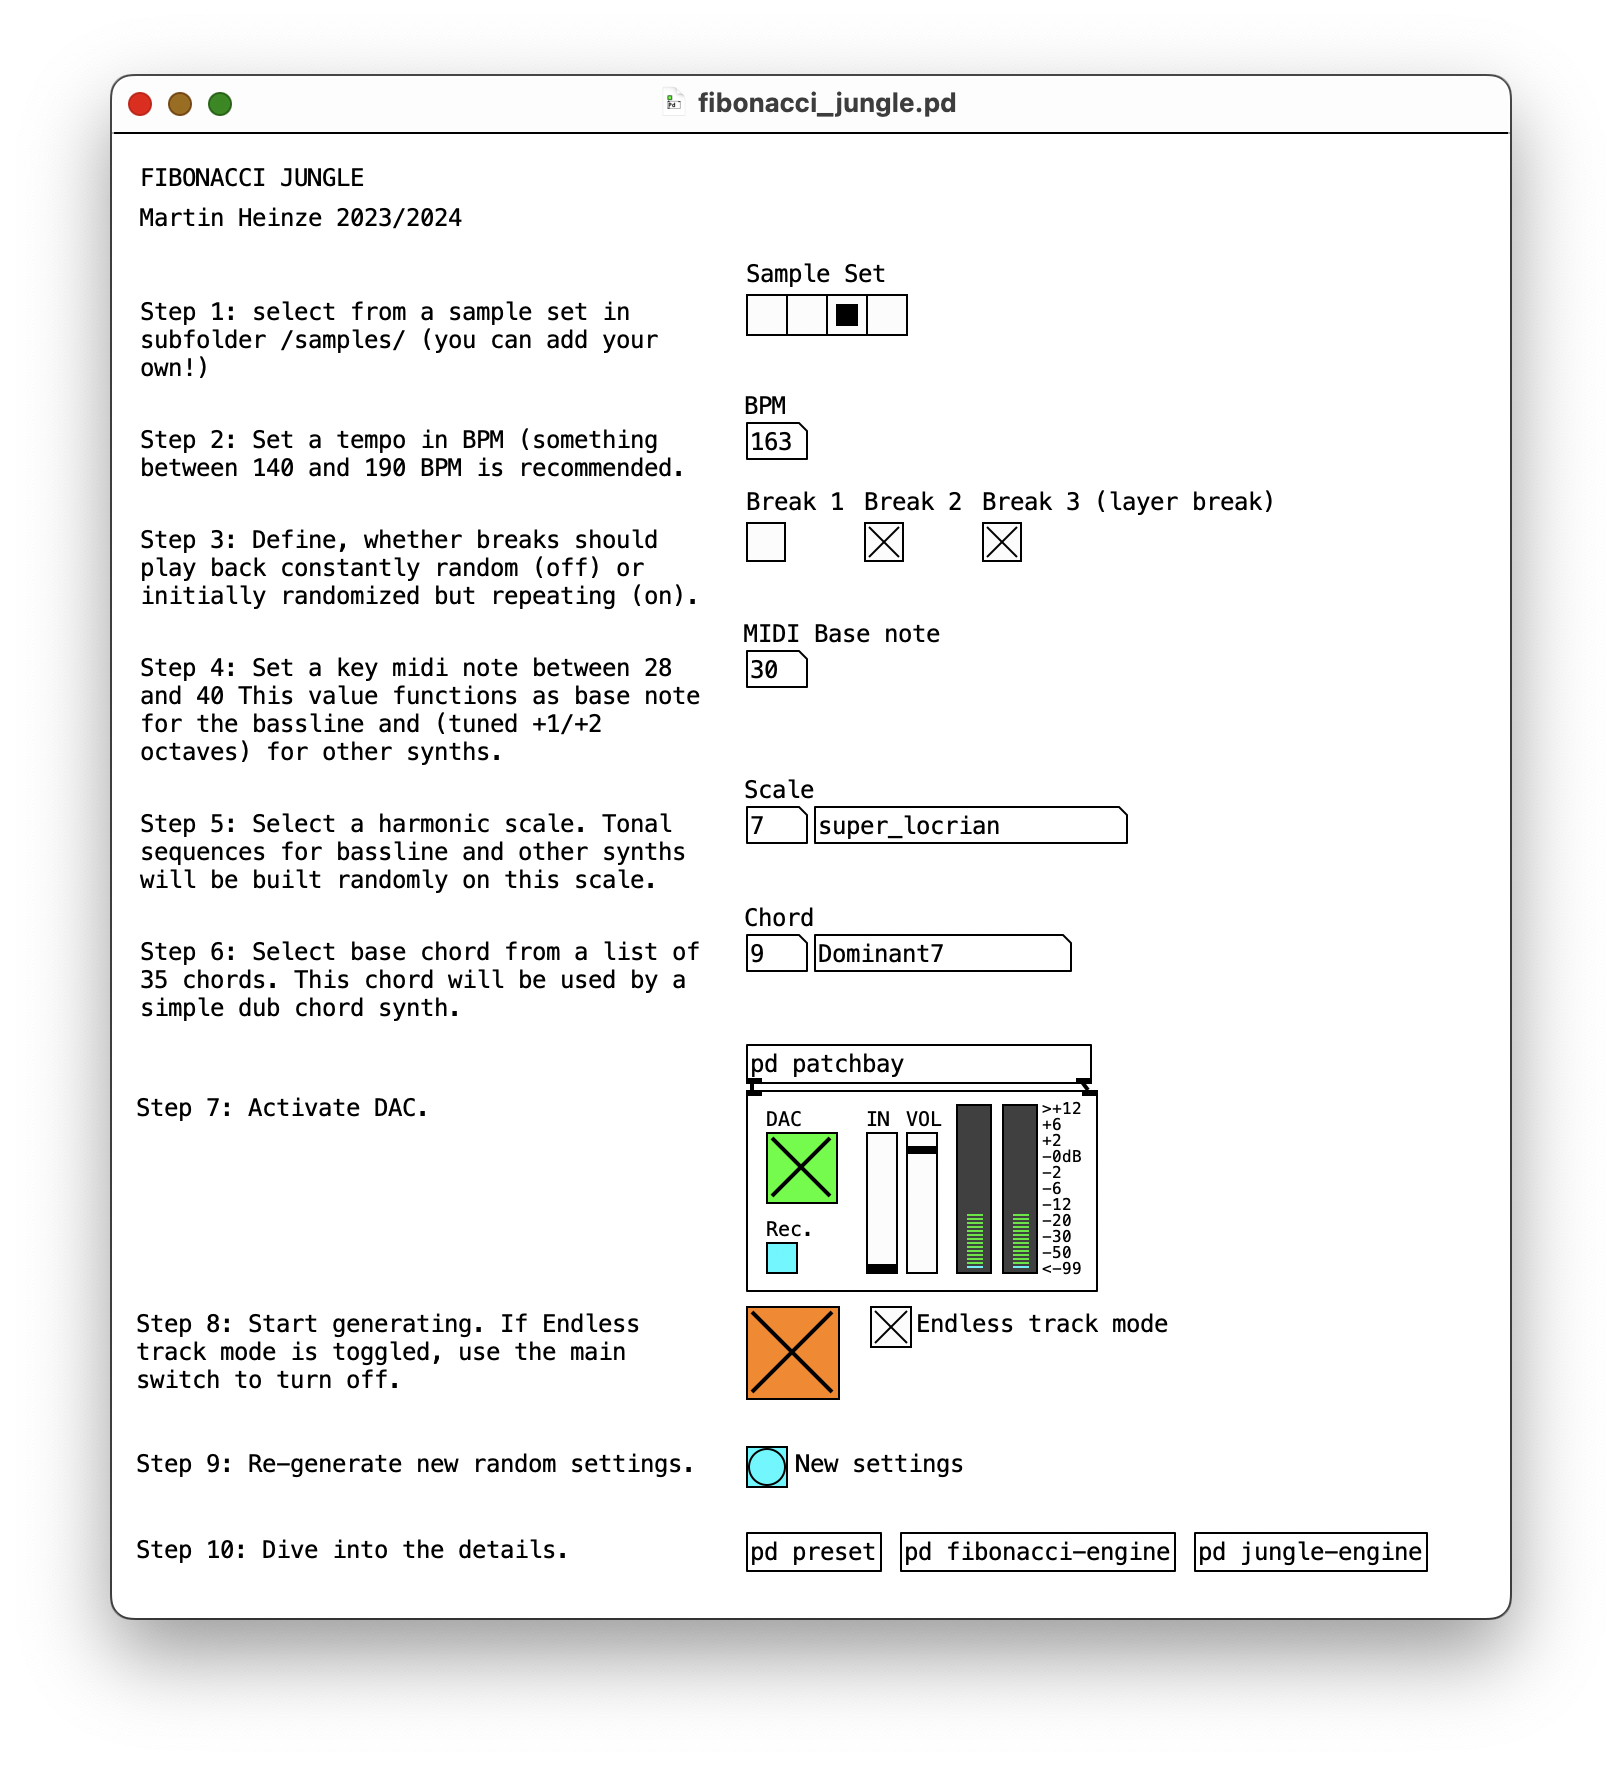 fibonacci_jungle.pd
FIBONACCI JUNGLE
Martin Heinze 2023/2024
Sample Set
Step 1: select from a sample set in
subfolder /samples/ (you can add your
own!)
BPM
163
Step 2: Set a tempo in BPM (something
between 140 and 190 BPM is recommended.
Break 1 Break 2 Break 3 (layer break)
Step 3: Define, whether breaks should
play back constantly random (off) or
initially randomized but repeating (on).
MIDI Base note
30
Step 4: Set a key midi note between 28
and 40 This value functions as base note
for the bassline and (tuned +1/+2
octaves) for other synths.
Scale
7 super_locrian
Step 5: Select a harmonic scale. Tonal
sequences for bassline and other synths
will be built randomly on this scale.
Chord
9 Dominant7
Step 6: Select base chord from a list of
35 chords. This chord will be used by a
simple dub chord synth.
pd patchbay
Step 7: Activate DAC.
DAC IN VOL
Rec.
>+12
+6
+2
-0dB
-2
-6
-12
-20
-30
-50
<-99
Step 8: Start generating. If Endless
track mode is toggled, use the main
switch to turn off.
Endless track mode
Step 9: Re-generate new random settings.
New settings
Step 10: Dive into the details.
pd preset pd fibonacci-engine pd jungle-engine